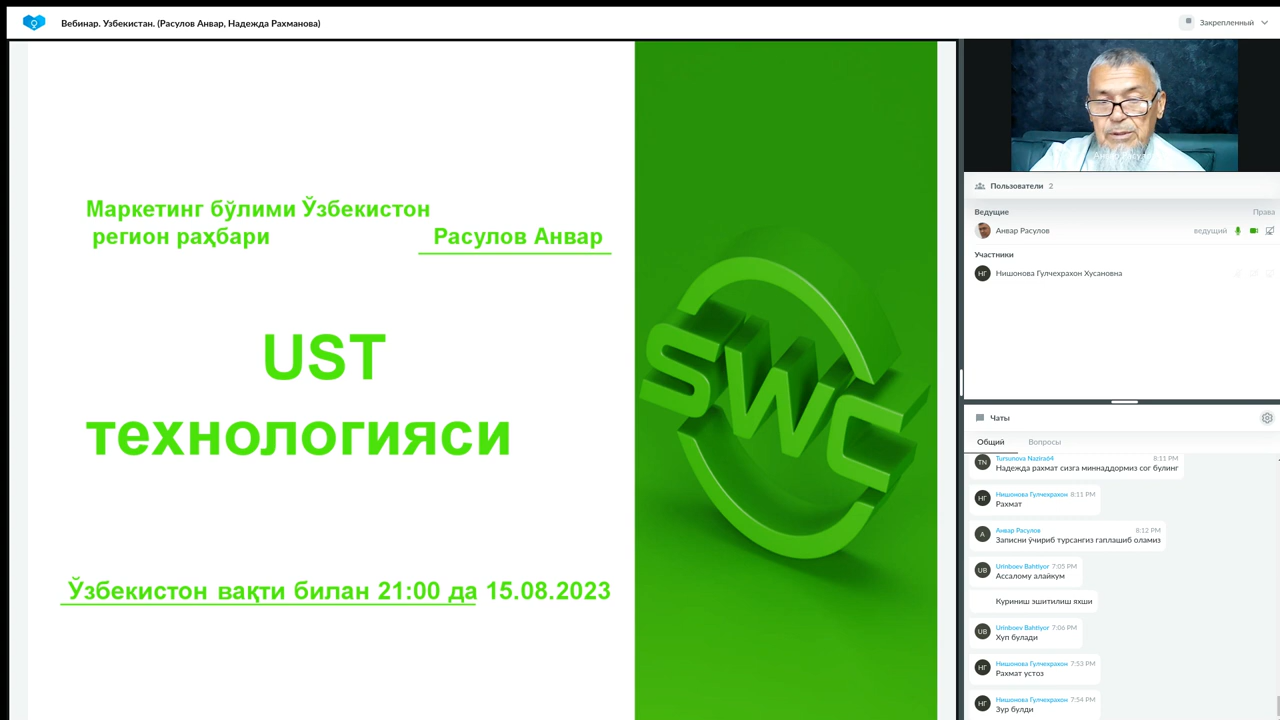 Вебинар. Узбекистан. (Расулов Анвар, Надежда Рахманова)
Закрепленный
Маркетинг бўлими Ўзбекистон
регион раҳбари Расулов Анвар
UST
технологияси
Ўзбекистон вақти билан 21:00 да 15.08.2023
SWC
Пользователи 2
Ведущие Права
Анвар Расулов ведущий
Участники
НГ Нишонова Гулчехрахон Хусановна
Чаты
Общий Вопросы
TN Tursunova Nazira64 8:11 PM
Надежда рахмат сизга миннаддормиз сог булинг
НГ Нишонова Гулчехрахон 8:11 PM
Рахмат
А Анвар Расулов 8:12 PM
Записни ўчириб турсангиз гаплашиб оламиз
UB Urinboev Bahtiyor 7:05 PM
Ассалому алайкум
Куриниш эшитилиш яхши
UB Urinboev Bahtiyor 7:06 PM
Хуп булади
НГ Нишонова Гулчехрахон 7:53 PM
Рахмат устоз
НГ Нишонова Гулчехрахон 7:54 PM
Зур булди